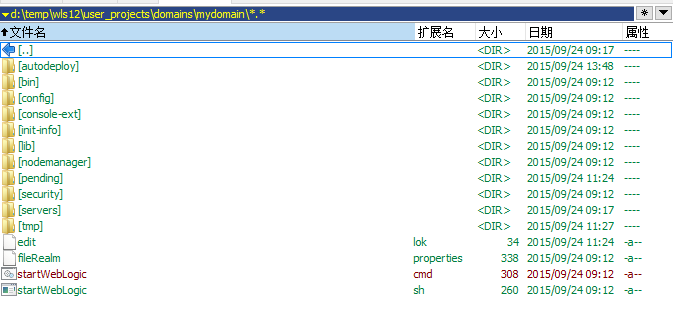 d:\temp\wls12\user_projects\domains\mydomain\*.*
文件名 扩展名 大小 日期 属性
[..] <DIR> 2015/09/24 09:17 ----
[autodeploy] <DIR> 2015/09/24 13:48 ----
[bin] <DIR> 2015/09/24 09:12 ----
[config] <DIR> 2015/09/24 09:12 ----
[console-ext] <DIR> 2015/09/24 09:12 ----
[init-info] <DIR> 2015/09/24 09:12 ----
[lib] <DIR> 2015/09/24 09:12 ----
[nodemanager] <DIR> 2015/09/24 09:12 ----
[pending] <DIR> 2015/09/24 11:24 ----
[security] <DIR> 2015/09/24 09:12 ----
[servers] <DIR> 2015/09/24 09:17 ----
[tmp] <DIR> 2015/09/24 11:27 ----
edit lok 34 2015/09/24 11:24 -a--
fileRealm properties 338 2015/09/24 09:12 -a--
startWebLogic cmd 308 2015/09/24 09:12 -a--
startWebLogic sh 260 2015/09/24 09:12 -a--